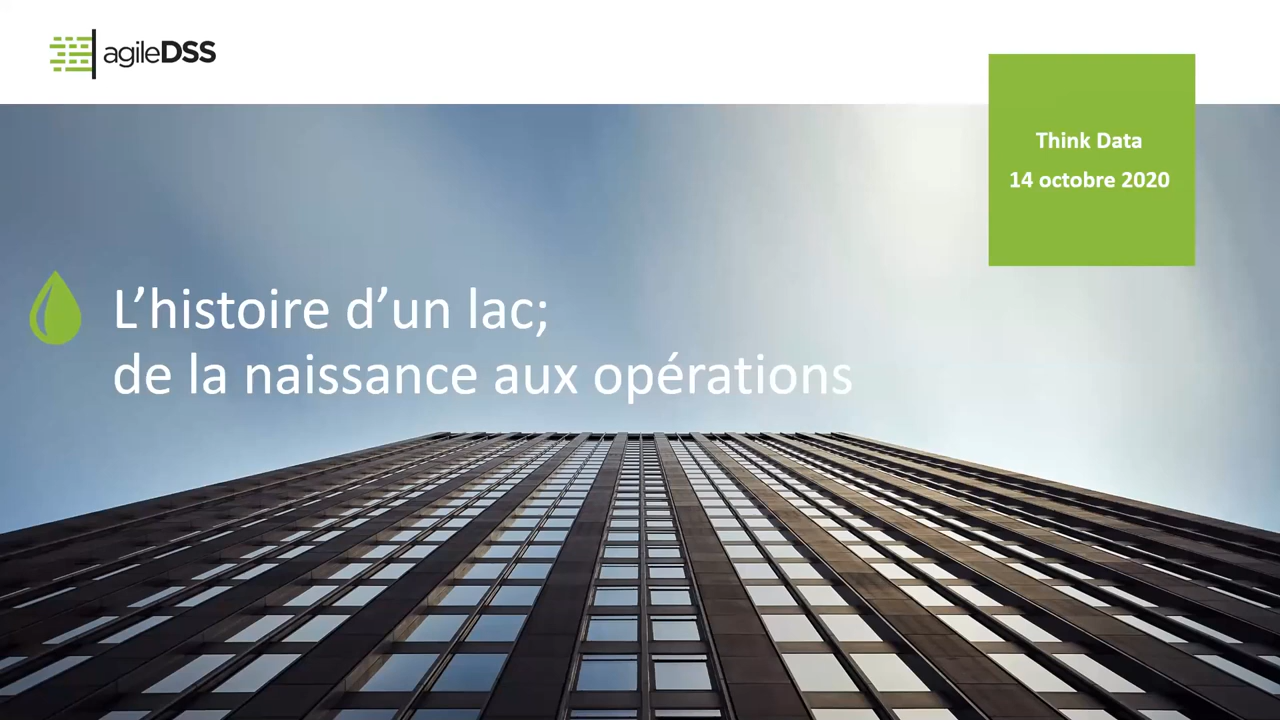 agileDSS
Think Data
14 octobre 2020
L’histoire d’un lac;
de la naissance aux opérations